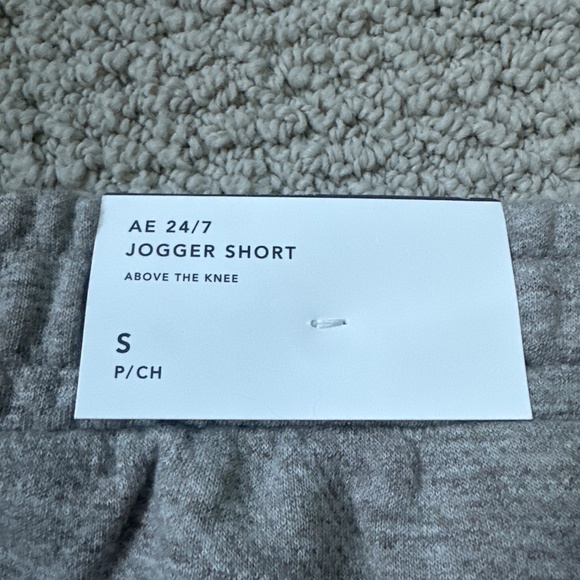 AE 24/7
JOGGER SHORT
ABOVE THE KNEE
S
P/CH